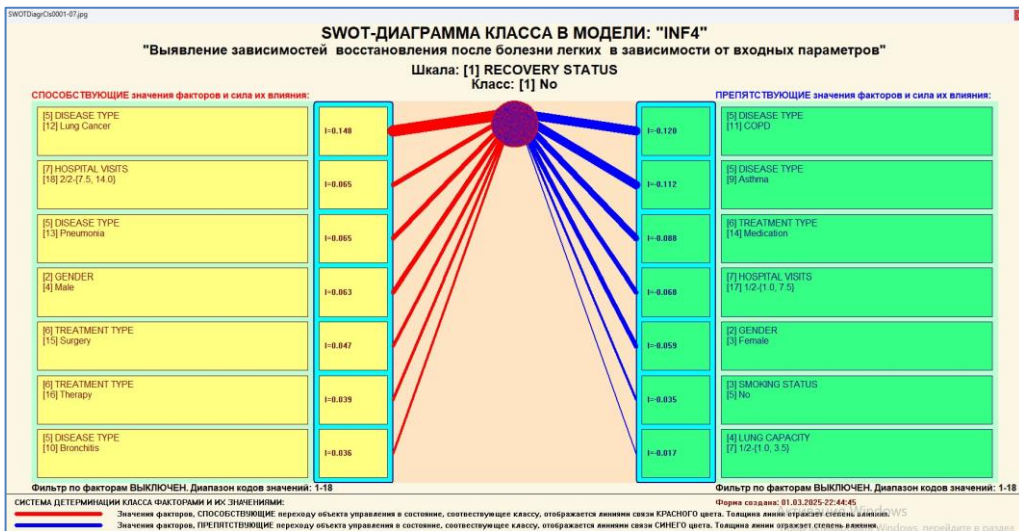 SWOTDiagrCls0001-07.jpg
SWOT-ДИАГРАММА КЛАССА В МОДЕЛИ: "INF4"
"Выявление зависимостей восстановления после болезни легких в зависимости от входных параметров"
Шкала: [1] RECOVERY STATUS
Класс: [1] No
СПОСОБСТВУЮЩИЕ значения факторов и сила их влияния:
ПРЕПЯТСТВУЮЩИЕ значения факторов и сила их влияния:
[5] DISEASE TYPE
[12] Lung Cancer
I=0.148
[7] HOSPITAL VISITS
[18] 2/2-{7.5, 14.0}
I=0.065
[5] DISEASE TYPE
[13] Pneumonia
I=0.065
[2] GENDER
[4] Male
I=0.063
[6] TREATMENT TYPE
[15] Surgery
I=0.047
[6] TREATMENT TYPE
[16] Therapy
I=0.039
[5] DISEASE TYPE
[10] Bronchitis
I=0.036
I=-0.120
[5] DISEASE TYPE
[11] COPD
I=-0.112
[5] DISEASE TYPE
[9] Asthma
I=-0.088
[6] TREATMENT TYPE
[14] Medication
I=-0.068
[7] HOSPITAL VISITS
[17] 1/2-{1.0, 7.5}
I=-0.059
[2] GENDER
[3] Female
I=-0.035
[3] SMOKING STATUS
[5] No
I=-0.017
[4] LUNG CAPACITY
[7] 1/2-{1.0, 3.5}
Фильтр по факторам ВЫКЛЮЧЕН. Диапазон кодов значений: 1-18
Фильтр по факторам ВЫКЛЮЧЕН. Диапазон кодов значений: 1-18
СИСТЕМА ДЕТЕРМИНАЦИИ КЛАССА ФАКТОРАМИ И ИХ ЗНАЧЕНИЯМИ:
Форма создана: 01.03.2025-22:44:45
Активация Windows
Значения факторов, СПОСОБСТВУЮЩИЕ переходу объекта управления в состояние, соотвествующее классу, отображается линиями связи КРАСНОГО цвета. Толщина линии отражает степень влияния.
Значения факторов, ПРЕПЯТСТВУЮЩИЕ переходу объекта управления в состояние, соотвествующее классу, отображается линиями связи СИНЕГО цвета. Толщина линии отражает степень влияния.
Windows, перейдите в раздел